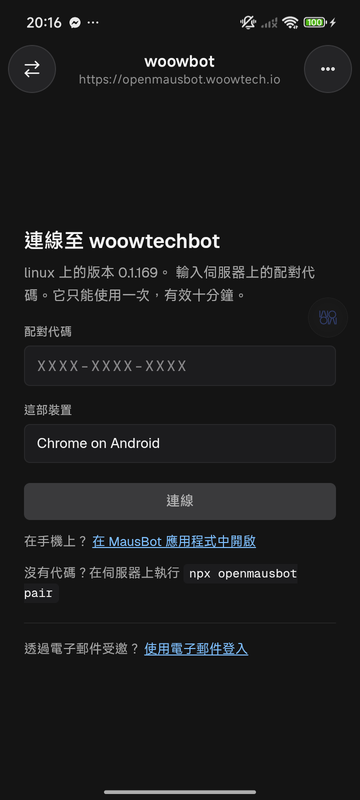 20:16
100
woowbot
https://openmausbot.woowtech.io
連線至 woowtechbot
linux 上的版本 0.1.169。 輸入伺服器上的配對代
碼。它只能使用一次，有效十分鐘。
配對代碼
XXXX-XXXX-XXXX
這部裝置
Chrome on Android
連線
在手機上？ 在 MausBot 應用程式中開啟
沒有代碼？在伺服器上執行 npx openmausbot
pair
透過電子郵件受邀？ 使用電子郵件登入